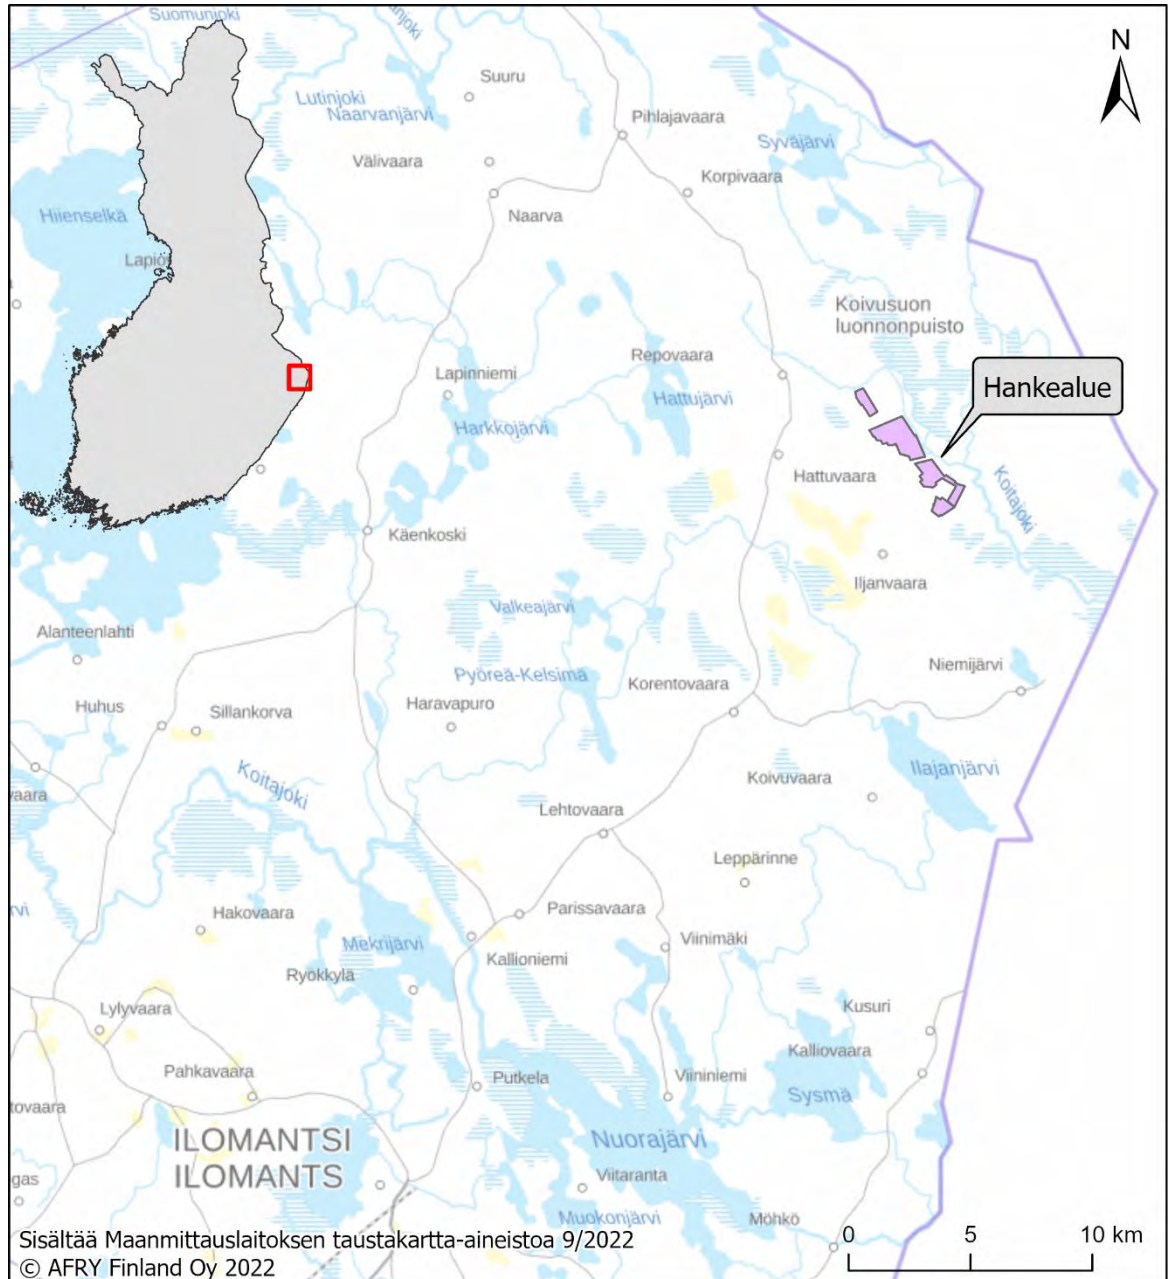 Suomunjoki
N
Suuru
Lutinjoki
Naarvanjärvi
Pihlajavaara
Syväjärvi
Välivaara
Korpivaara
Naarva
Hiienselkä
Koivusuon
luonnonpuisto
Repovaara
Lapinniemi
Hankealue
Hattujärvi
Harkkojärvi
Hattuvaara
Koitajoki
Käenkoski
Iljanvaara
Valkeajärvi
Alanteenlahti
Pyöreä-Kelsimä
Niemijärvi
Korentovaara
Huhus
Sillankorva
Haravapuro
Koitajoki
Koivuvaara
Ilajanjärvi
Lehtovaara
Leppärinne
Hakovaara
Parissavaara
Mekrijärvi
Viinimäki
Kallioniemi
Ryokkylä
Lylyvaara
Kusuri
Kalliovaara
Pahkavaara
Putkela
Viininiemi
Sysmä
ILOMANTSI
ILOMANTS
Nuorajärvi
Viitaranta
Muokonjärvi
Möhkö
0 5 10 km
Sisältää Maanmittauslaitoksen taustakartta-aineistoa 9/2022
© AFRY Finland Oy 2022